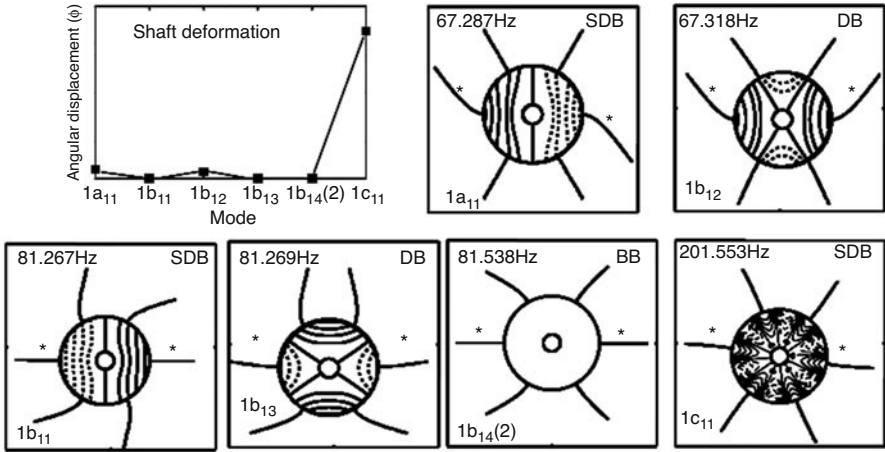 Angular displacement (ϕ)
Shaft deformation
1a₁₁ 1b₁₁ 1b₁₂ 1b₁₃ 1b₁₄(2) 1c₁₁
Mode
67.287Hz SDB
*
*
1a₁₁
67.318Hz DB
* *
1b₁₂
81.267Hz SDB
* *
1b₁₁
81.269Hz DB
* *
1b₁₃
81.538Hz BB
* *
1b₁₄(2)
201.553Hz SDB
* *
1c₁₁